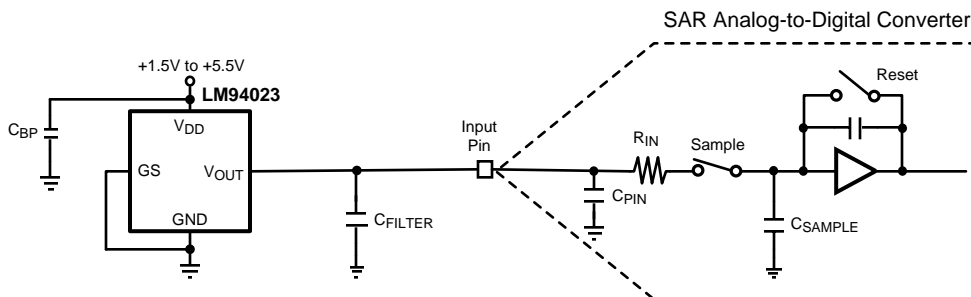 SAR Analog-to-Digital Converter
+1.5V to +5.5V
LM94023
Reset
CBP
VDD
Input
Pin
RIN
Sample
GS
VOUT
CPIN
GND
CFILTER
CSAMPLE